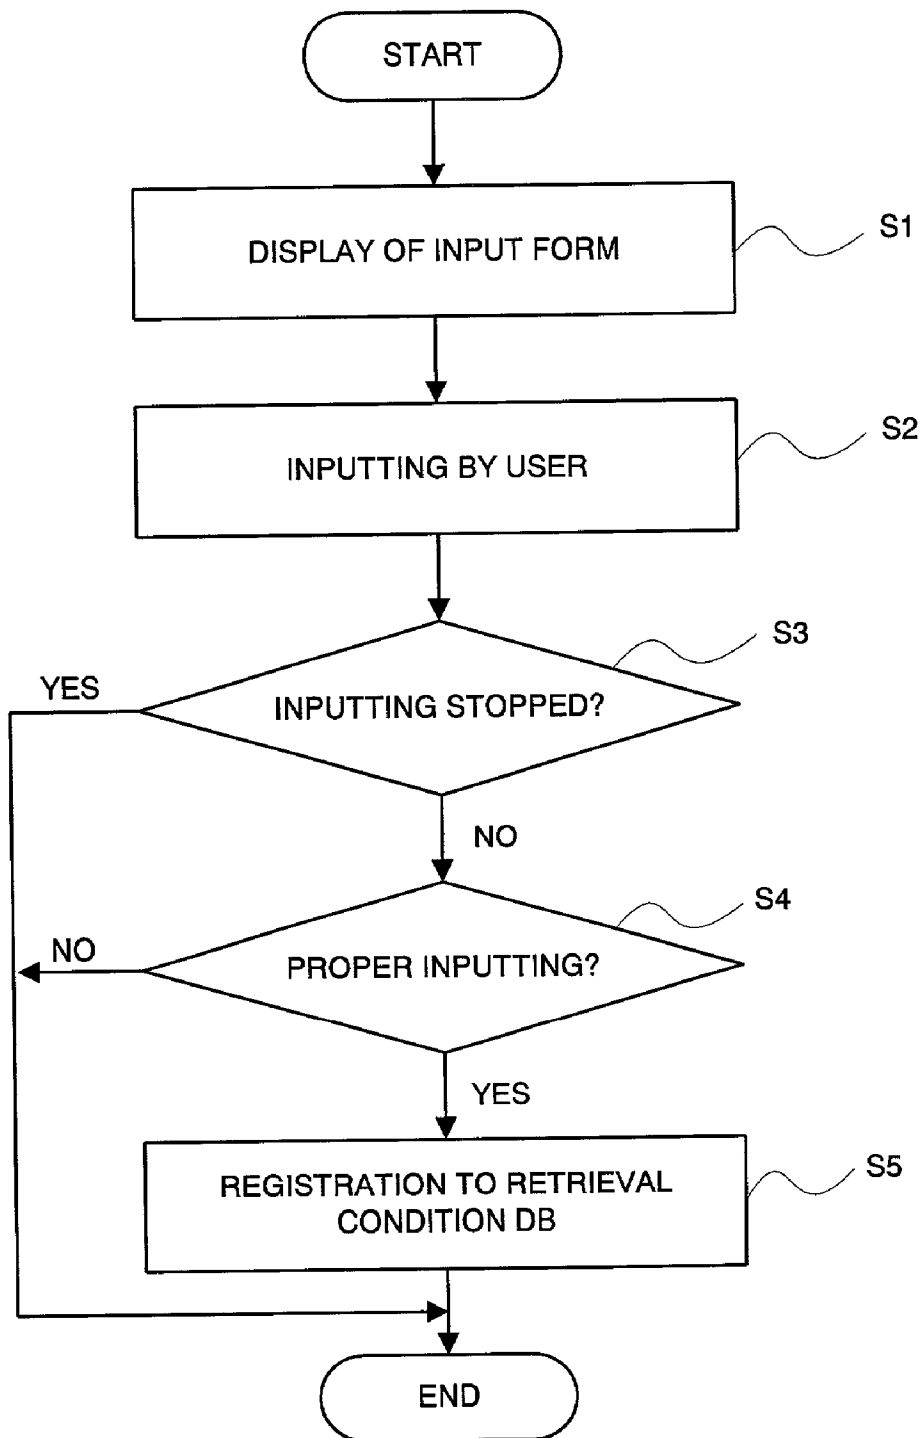 START
DISPLAY OF INPUT FORM
S1
INPUTTING BY USER
S2
INPUTTING STOPPED?
S3
YES
NO
PROPER INPUTTING?
S4
NO
YES
REGISTRATION TO RETRIEVAL
CONDITION DB
S5
END